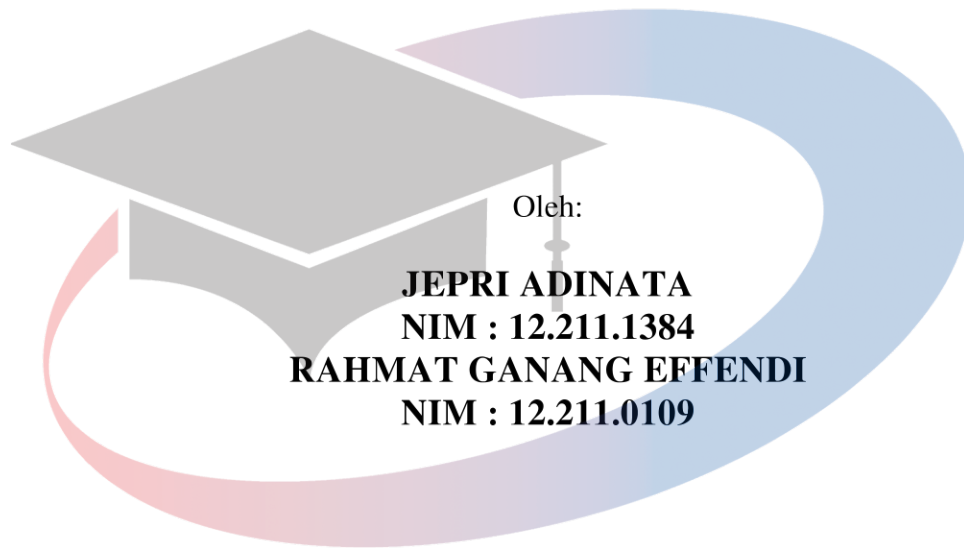 Oleh:
JEPRI ADINATA
NIM : 12.211.1384
RAHMAT GANANG EFFENDI
NIM : 12.211.0109